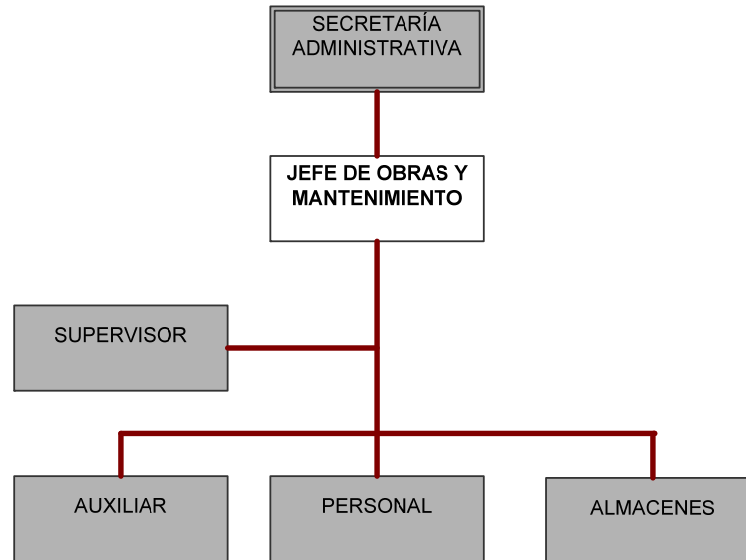 SECRETARÍA
ADMINISTRATIVA
JEFE DE OBRAS Y
MANTENIMIENTO
SUPERVISOR
AUXILIAR
PERSONAL
ALMACENES